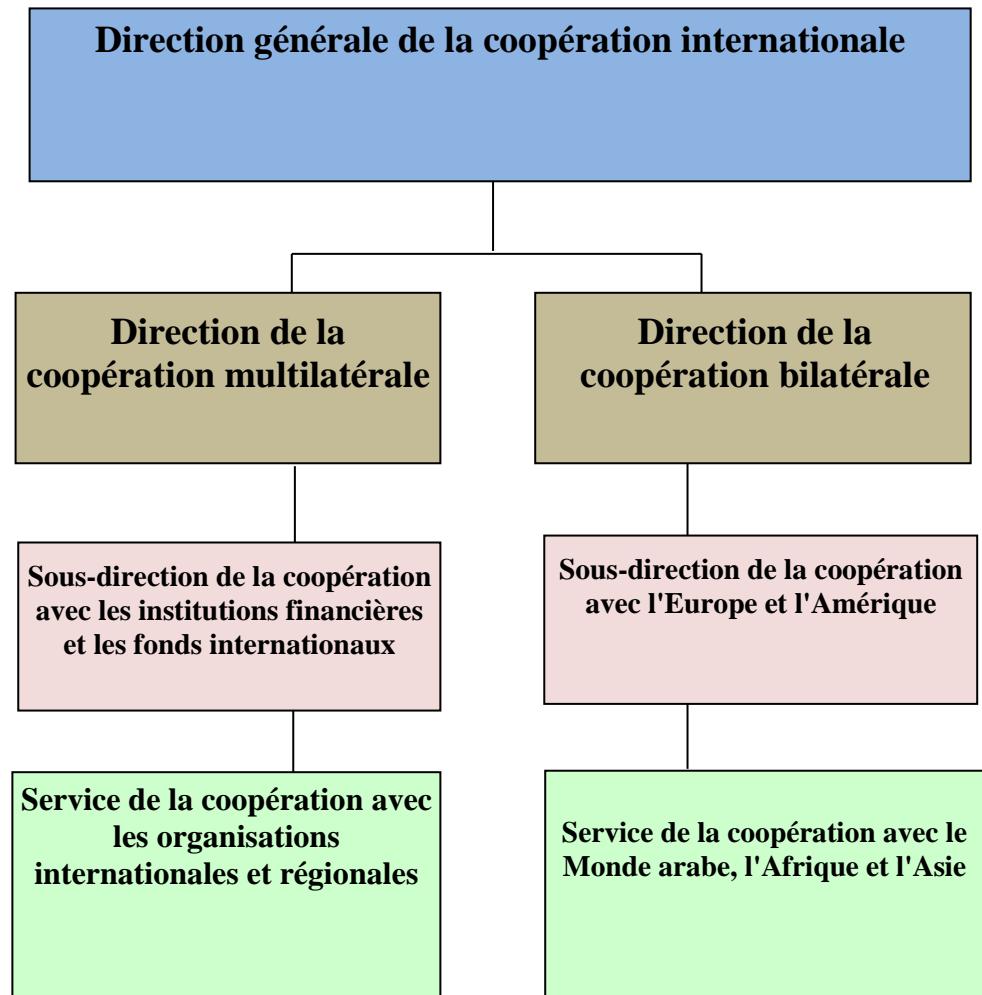 Direction générale de la coopération internationale
Direction de la
coopération multilatérale
Direction de la
coopération bilatérale
Sous-direction de la coopération
avec les institutions financières
et les fonds internationaux
Sous-direction de la coopération
avec l'Europe et l'Amérique
Service de la coopération avec
les organisations
internationales et régionales
Service de la coopération avec le
Monde arabe, l'Afrique et l'Asie